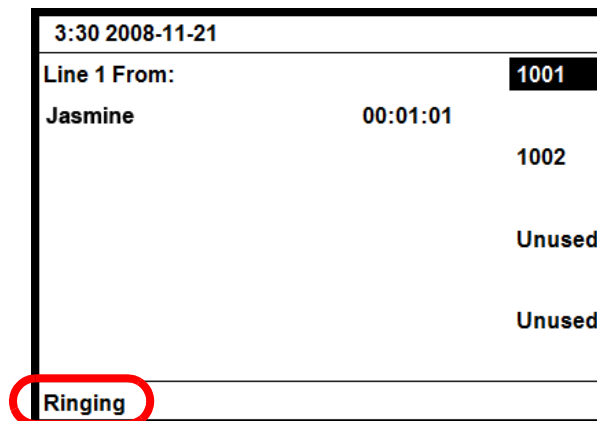 3:30 2008-11-21
Line 1 From: 1001
Jasmine 00:01:01
1002
Unused
Unused
Ringing